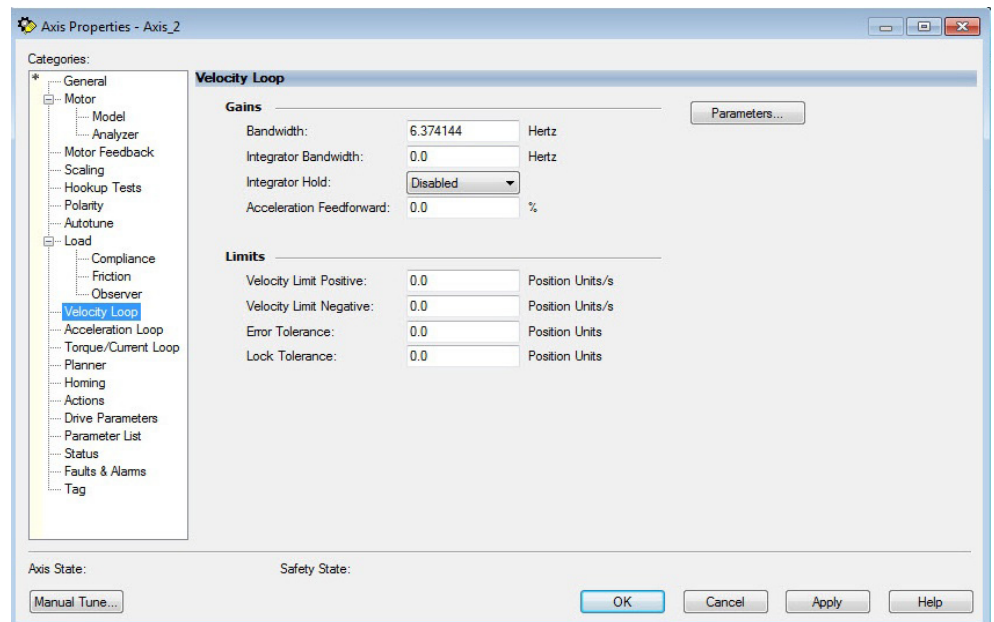 Axis Properties - Axis_2
Categories:
* General
Motor
Model
Analyzer
Motor Feedback
Scaling
Hookup Tests
Polarity
Autotune
Load
Compliance
Friction
Observer
Velocity Loop
Acceleration Loop
Torque/Current Loop
Planner
Homing
Actions
Drive Parameters
Parameter List
Status
Faults & Alarms
Tag
Velocity Loop
Gains
Parameters...
Bandwidth: 6.374144 Hertz
Integrator Bandwidth: 0.0 Hertz
Integrator Hold: Disabled
Acceleration Feedforward: 0.0 %
Limits
Velocity Limit Positive: 0.0 Position Units/s
Velocity Limit Negative: 0.0 Position Units/s
Error Tolerance: 0.0 Position Units
Lock Tolerance: 0.0 Position Units
Axis State: Safety State:
Manual Tune... OK Cancel Apply Help